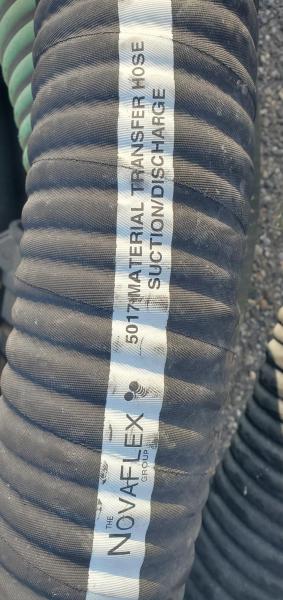 THE
NOVAFLEX
GROUP
5017 MATERIAL TRANSFER HOSE
SUCTION/DISCHARGE